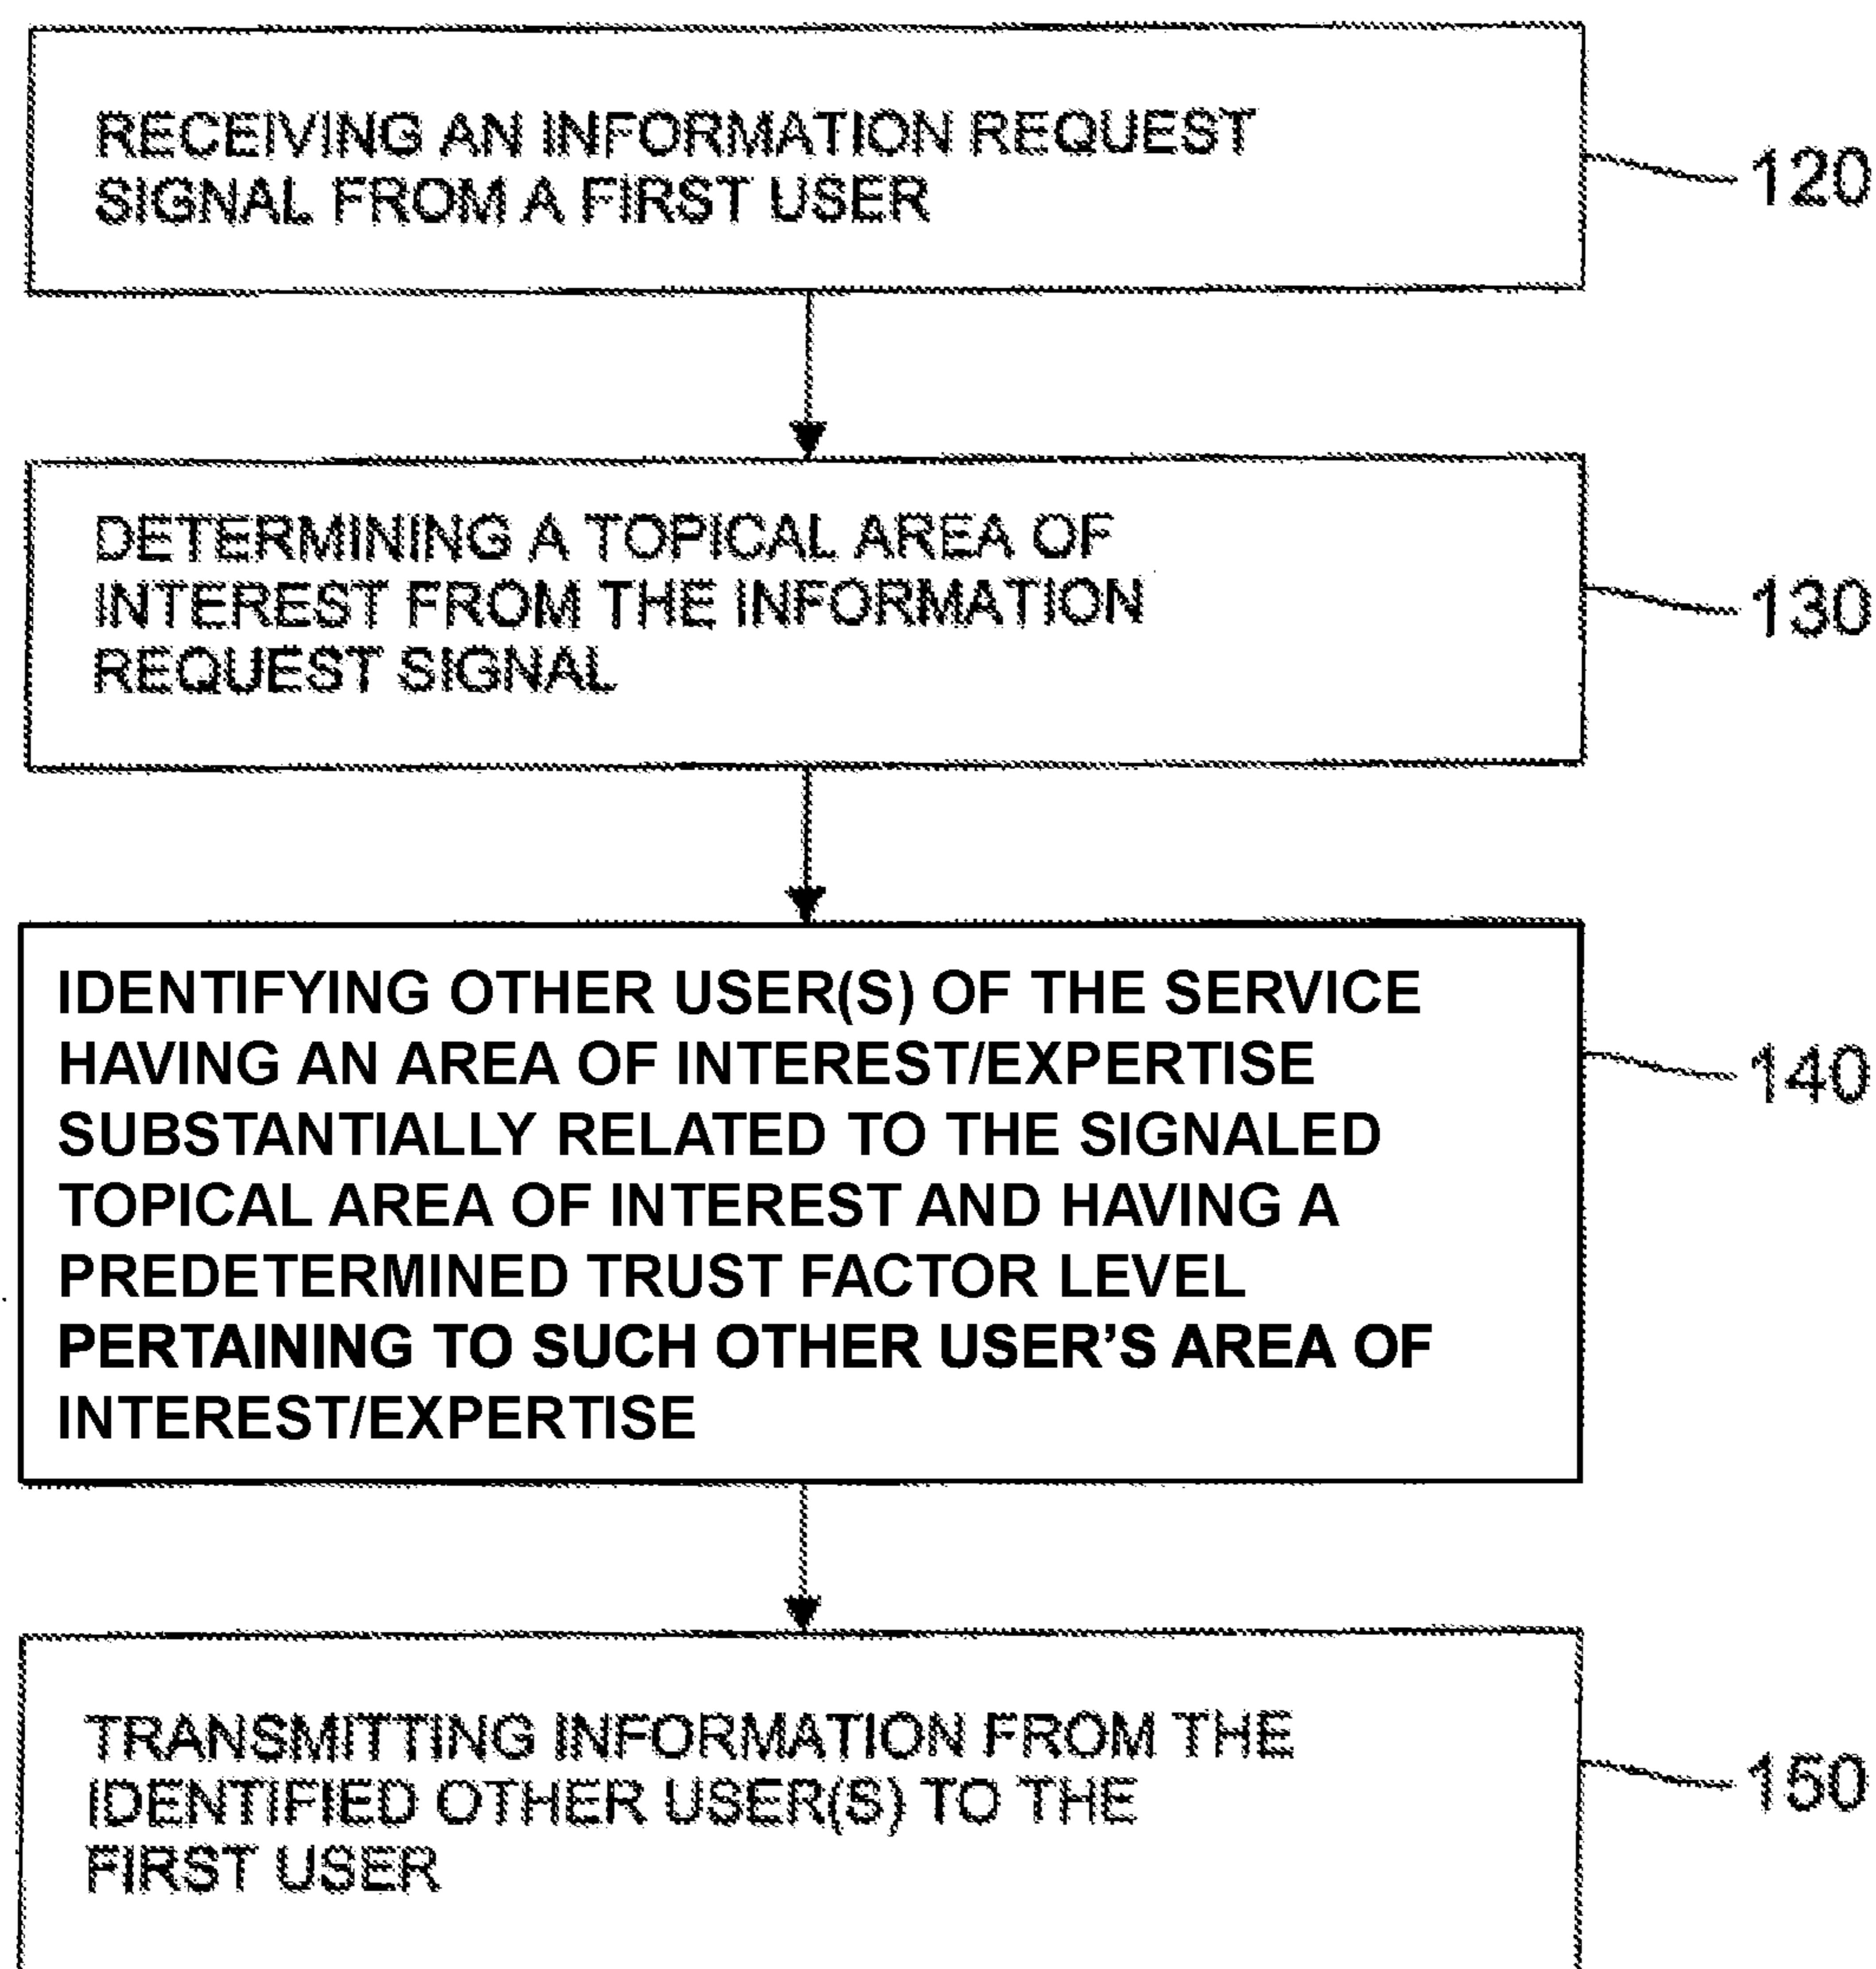 RECEIVING AN INFORMATION REQUEST
SIGNAL FROM A FIRST USER
120
DETERMINING A TOPICAL AREA OF
INTEREST FROM THE INFORMATION
REQUEST SIGNAL
130
IDENTIFYING OTHER USER(S) OF THE SERVICE
HAVING AN AREA OF INTEREST/EXPERTISE
SUBSTANTIALLY RELATED TO THE SIGNALED
TOPICAL AREA OF INTEREST AND HAVING A
PREDETERMINED TRUST FACTOR LEVEL
PERTAINING TO SUCH OTHER USER’S AREA OF
INTEREST/EXPERTISE
140
TRANSMITTING INFORMATION FROM THE
IDENTIFIED OTHER USER(S) TO THE
FIRST USER
150